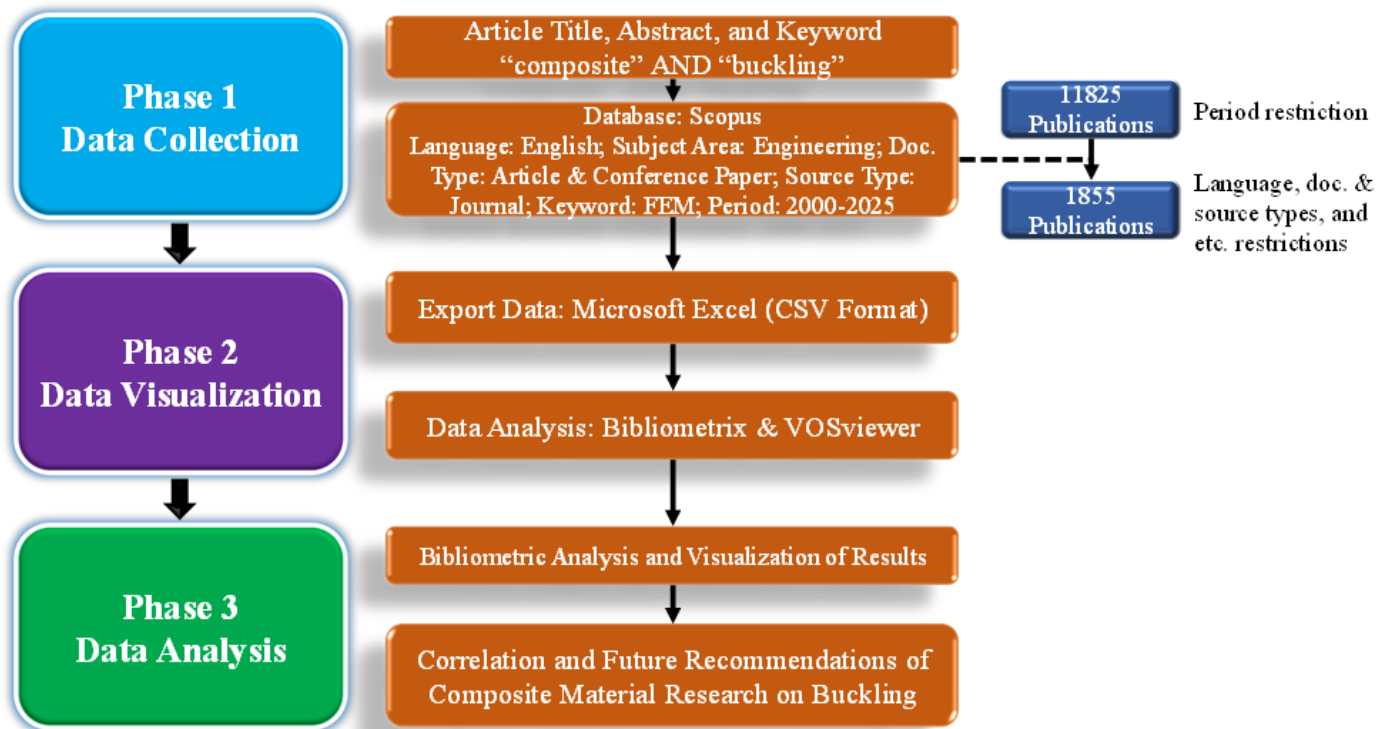 Phase 1
Data Collection
Article Title, Abstract, and Keyword
“composite” AND “buckling”
Database: Scopus
Language: English; Subject Area: Engineering; Doc.
Type: Article & Conference Paper; Source Type:
Journal; Keyword: FEM; Period: 2000-2025
11825
Publications
Period restriction
1855
Publications
Language, doc. &
source types, and
etc. restrictions
Phase 2
Data Visualization
Export Data: Microsoft Excel (CSV Format)
Data Analysis: Bibliometrix & VOSviewer
Phase 3
Data Analysis
Bibliometric Analysis and Visualization of Results
Correlation and Future Recommendations of
Composite Material Research on Buckling